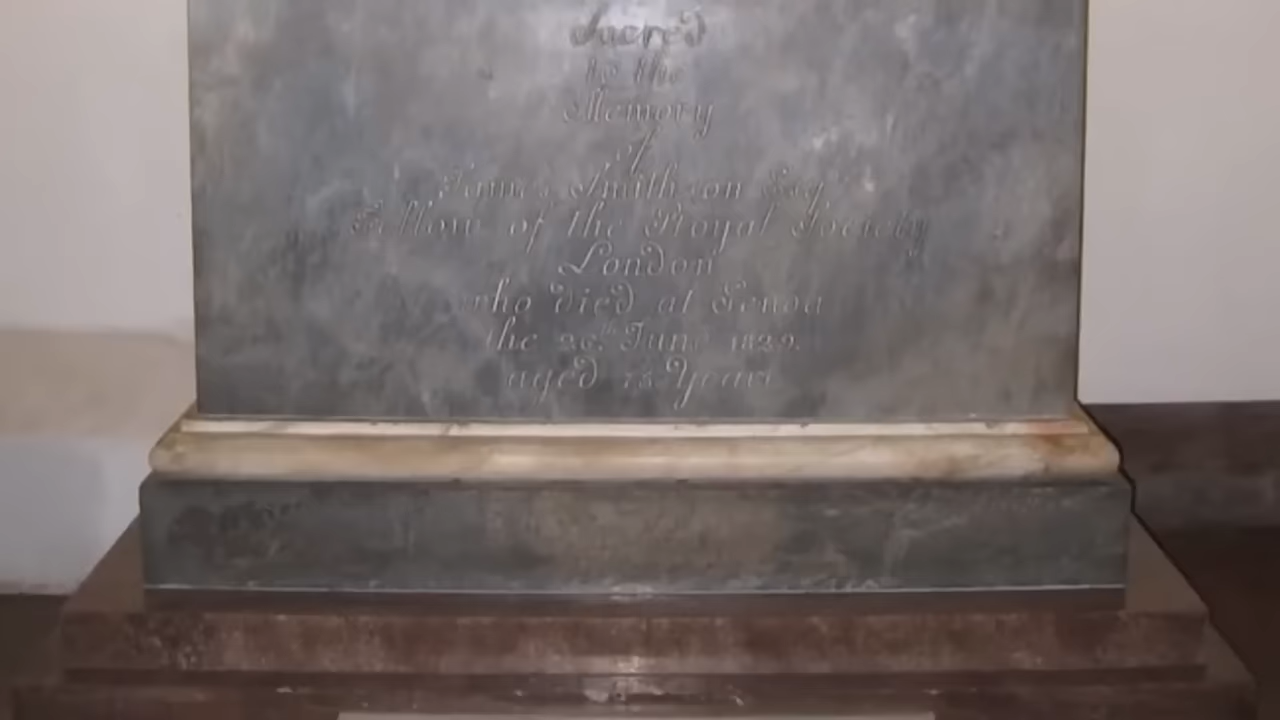 Sacred
to the
Memory
of
James Smithson Esq
Fellow of the Royal Society
London
who died at Genoa
the 26th June 1829.
aged 75 Years